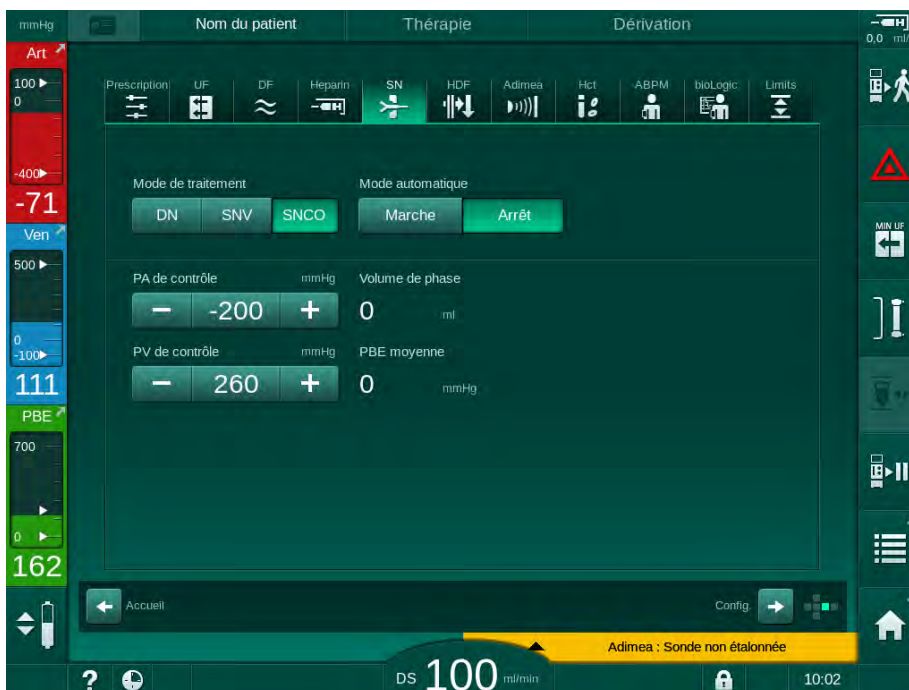 mmHg
Nom du patient
Thérapie
Dérivation
0,0 ml/
Art
100
0
-400
-71
Ven
500
0
-100
111
PBE
700
0
162
Prescription
UF
DF
Heparin
SN
HDF
Adimea
Hct
ABPM
bioLogic
Limits
Mode de traitement
Mode automatique
DN SNV SNCO
Marche Arrêt
PA de contrôle mmHg
Volume de phase
− -200 +
0 ml
PV de contrôle mmHg
PBE moyenne
− 260 +
0 mmHg
MIN UF
Accueil
Config.
Adimea : Sonde non étalonnée
?
DS 100 ml/min
10:02